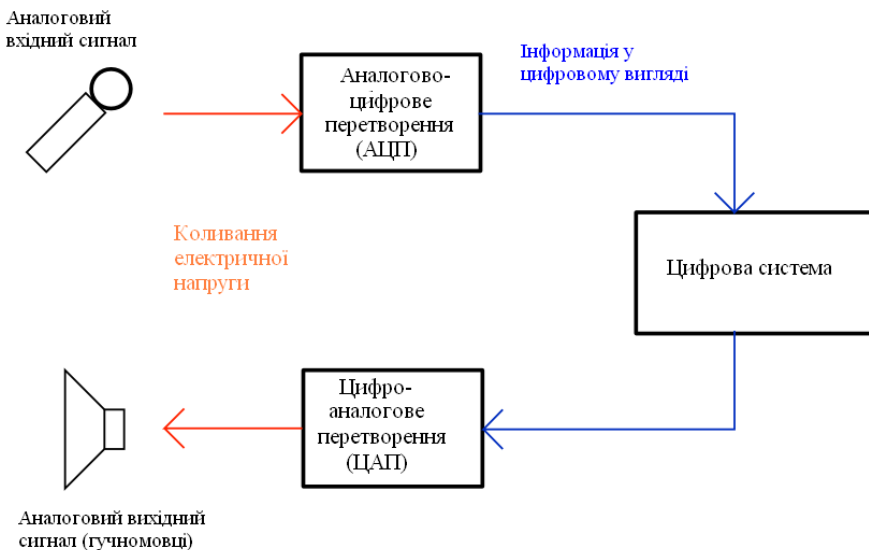 Аналоговий
вхідний сигнал
Аналогово-
цифрове
перетворення
(АЦП)
Інформація у
цифровому вигляді
Коливання
електричної
напруги
Цифрова система
Цифро-
аналогове
перетворення
(ЦАП)
Аналоговий вихідний
сигнал (гучномовці)